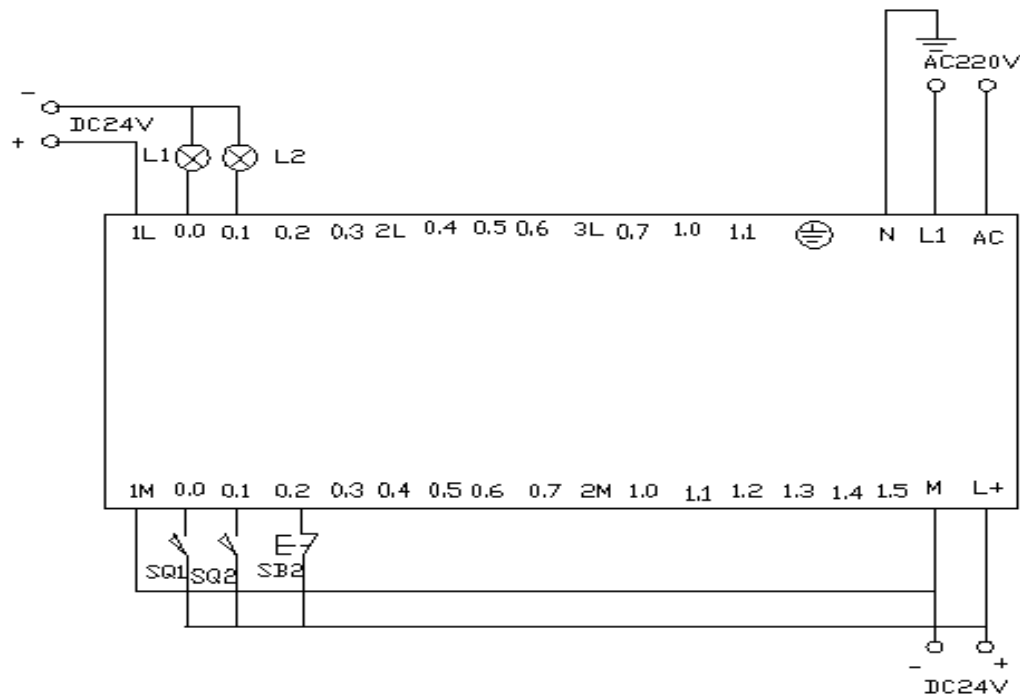 AC220V
-
DC24V
+
L1 L2
1L 0.0 0.1 0.2 0.3 2L 0.4 0.5 0.6 3L 0.7 1.0 1.1 N L1 AC
1M 0.0 0.1 0.2 0.3 0.4 0.5 0.6 0.7 2M 1.0 1.1 1.2 1.3 1.4 1.5 M L+
SQ1 SQ2 SB2
- +
DC24V